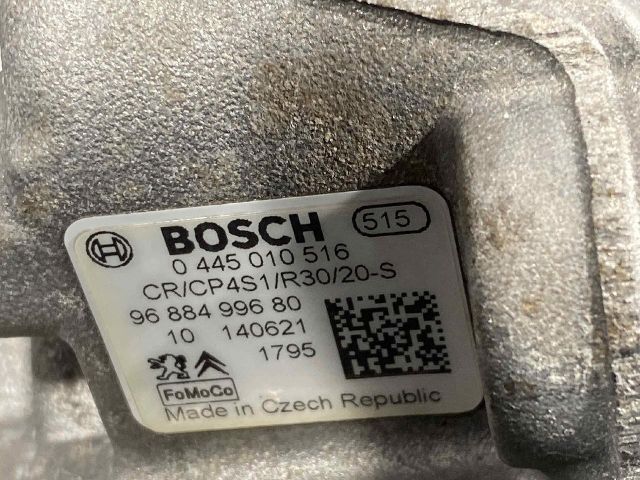 BOSCH 515
0 445 010 516
CR/CP4S1/R30/20-S
96 884 996 80
10 140621
1795
FoMoCo
Made in Czech Republic